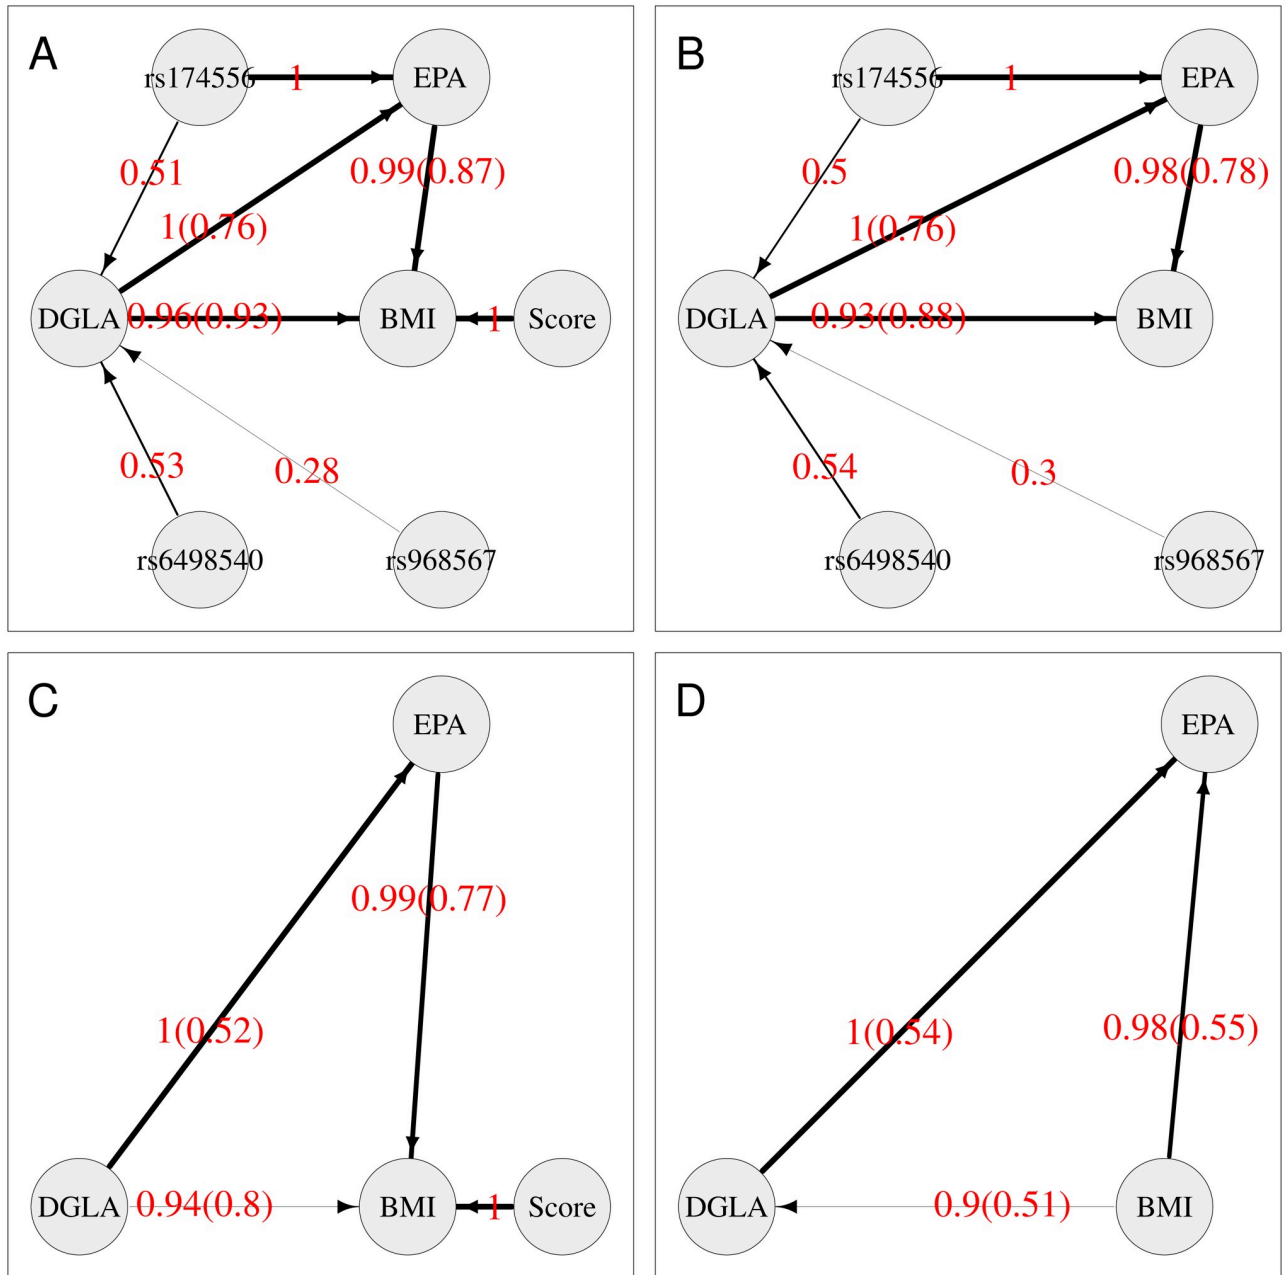 A
rs174556
1
EPA
0.51
0.99(0.87)
1(0.76)
DGLA
0.96(0.93)
BMI
1
Score
0.53
0.28
rs6498540
rs968567
B
rs174556
1
EPA
0.5
0.98(0.78)
1(0.76)
DGLA
0.93(0.88)
BMI
0.54
0.3
rs6498540
rs968567
C
EPA
0.99(0.77)
1(0.52)
DGLA
0.94(0.8)
BMI
1
Score
D
EPA
1(0.54)
0.98(0.55)
DGLA
0.9(0.51)
BMI